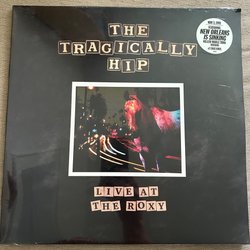 THE
TRAGICALLY
HIP
NEW ORLEANS
IS SINKING
LIVE AT
THE ROXY